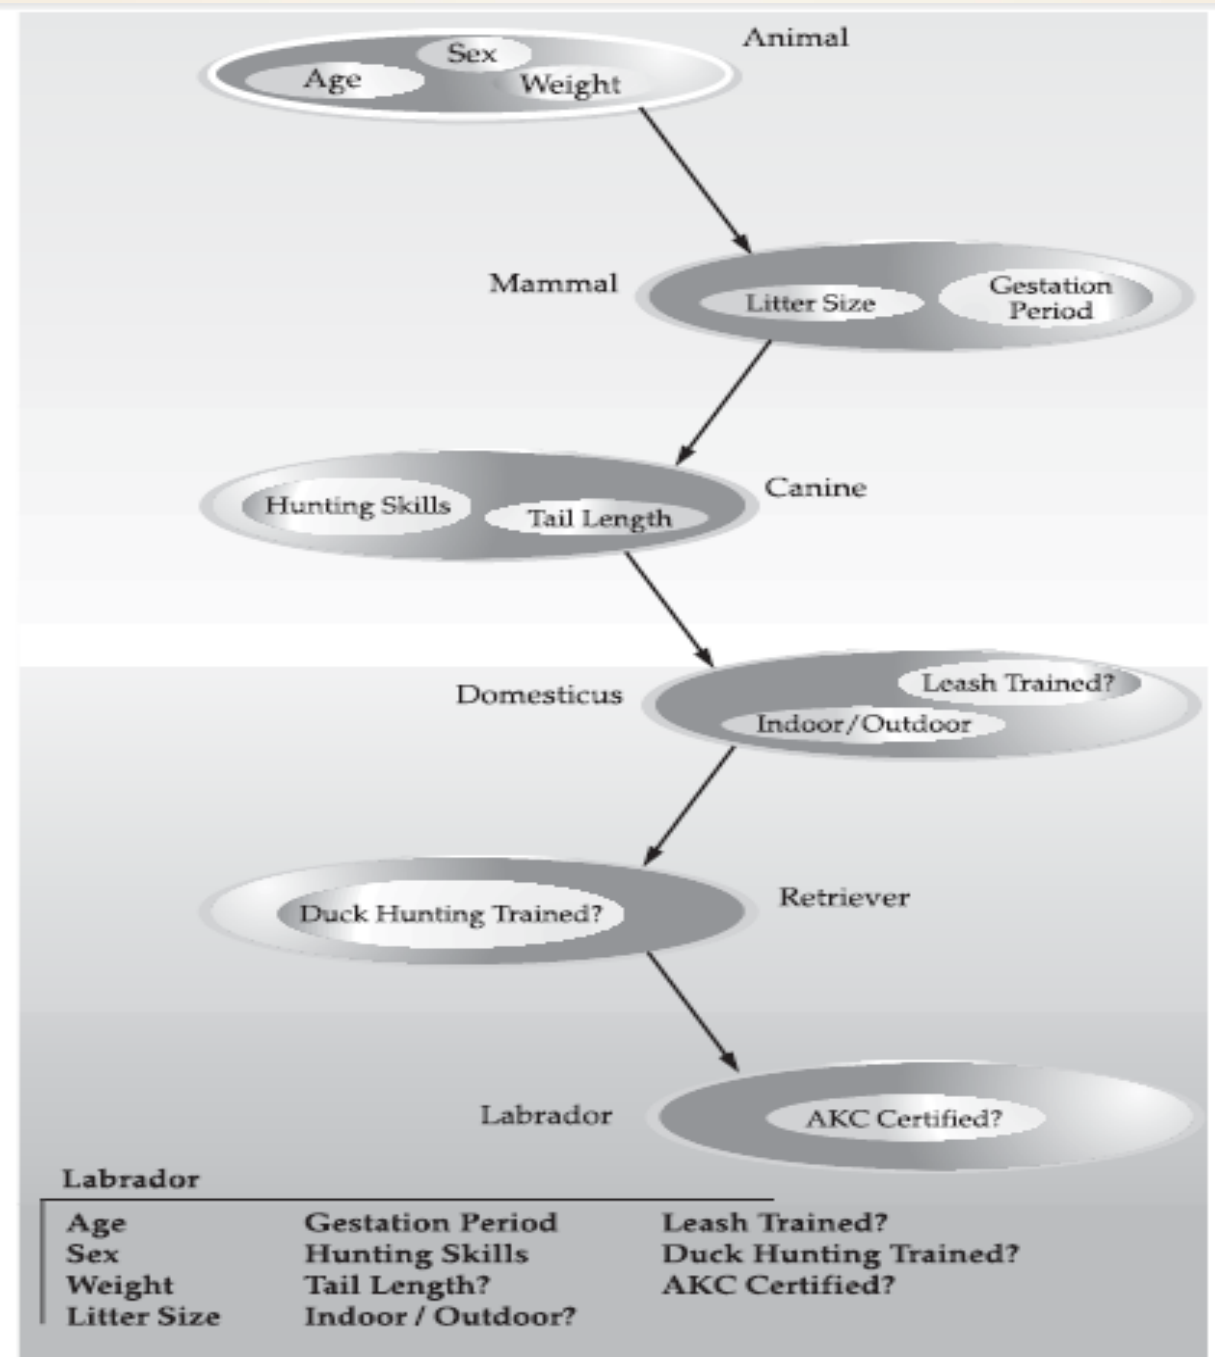 Animal
Sex
Age
Weight
Mammal
Litter Size
Gestation
Period
Canine
Hunting Skills
Tail Length
Domesticus
Leash Trained?
Indoor/Outdoor
Retriever
Duck Hunting Trained?
Labrador
AKC Certified?
Labrador
Age Gestation Period Leash Trained?
Sex Hunting Skills Duck Hunting Trained?
Weight Tail Length? AKC Certified?
Litter Size Indoor / Outdoor?